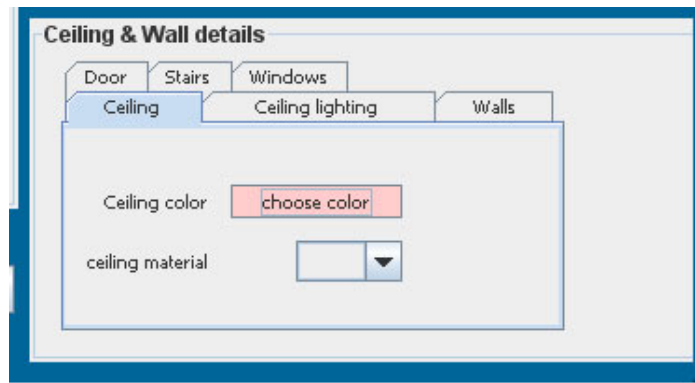 Ceiling & Wall details
Door Stairs Windows
Ceiling Ceiling lighting Walls
Ceiling color choose color
ceiling material